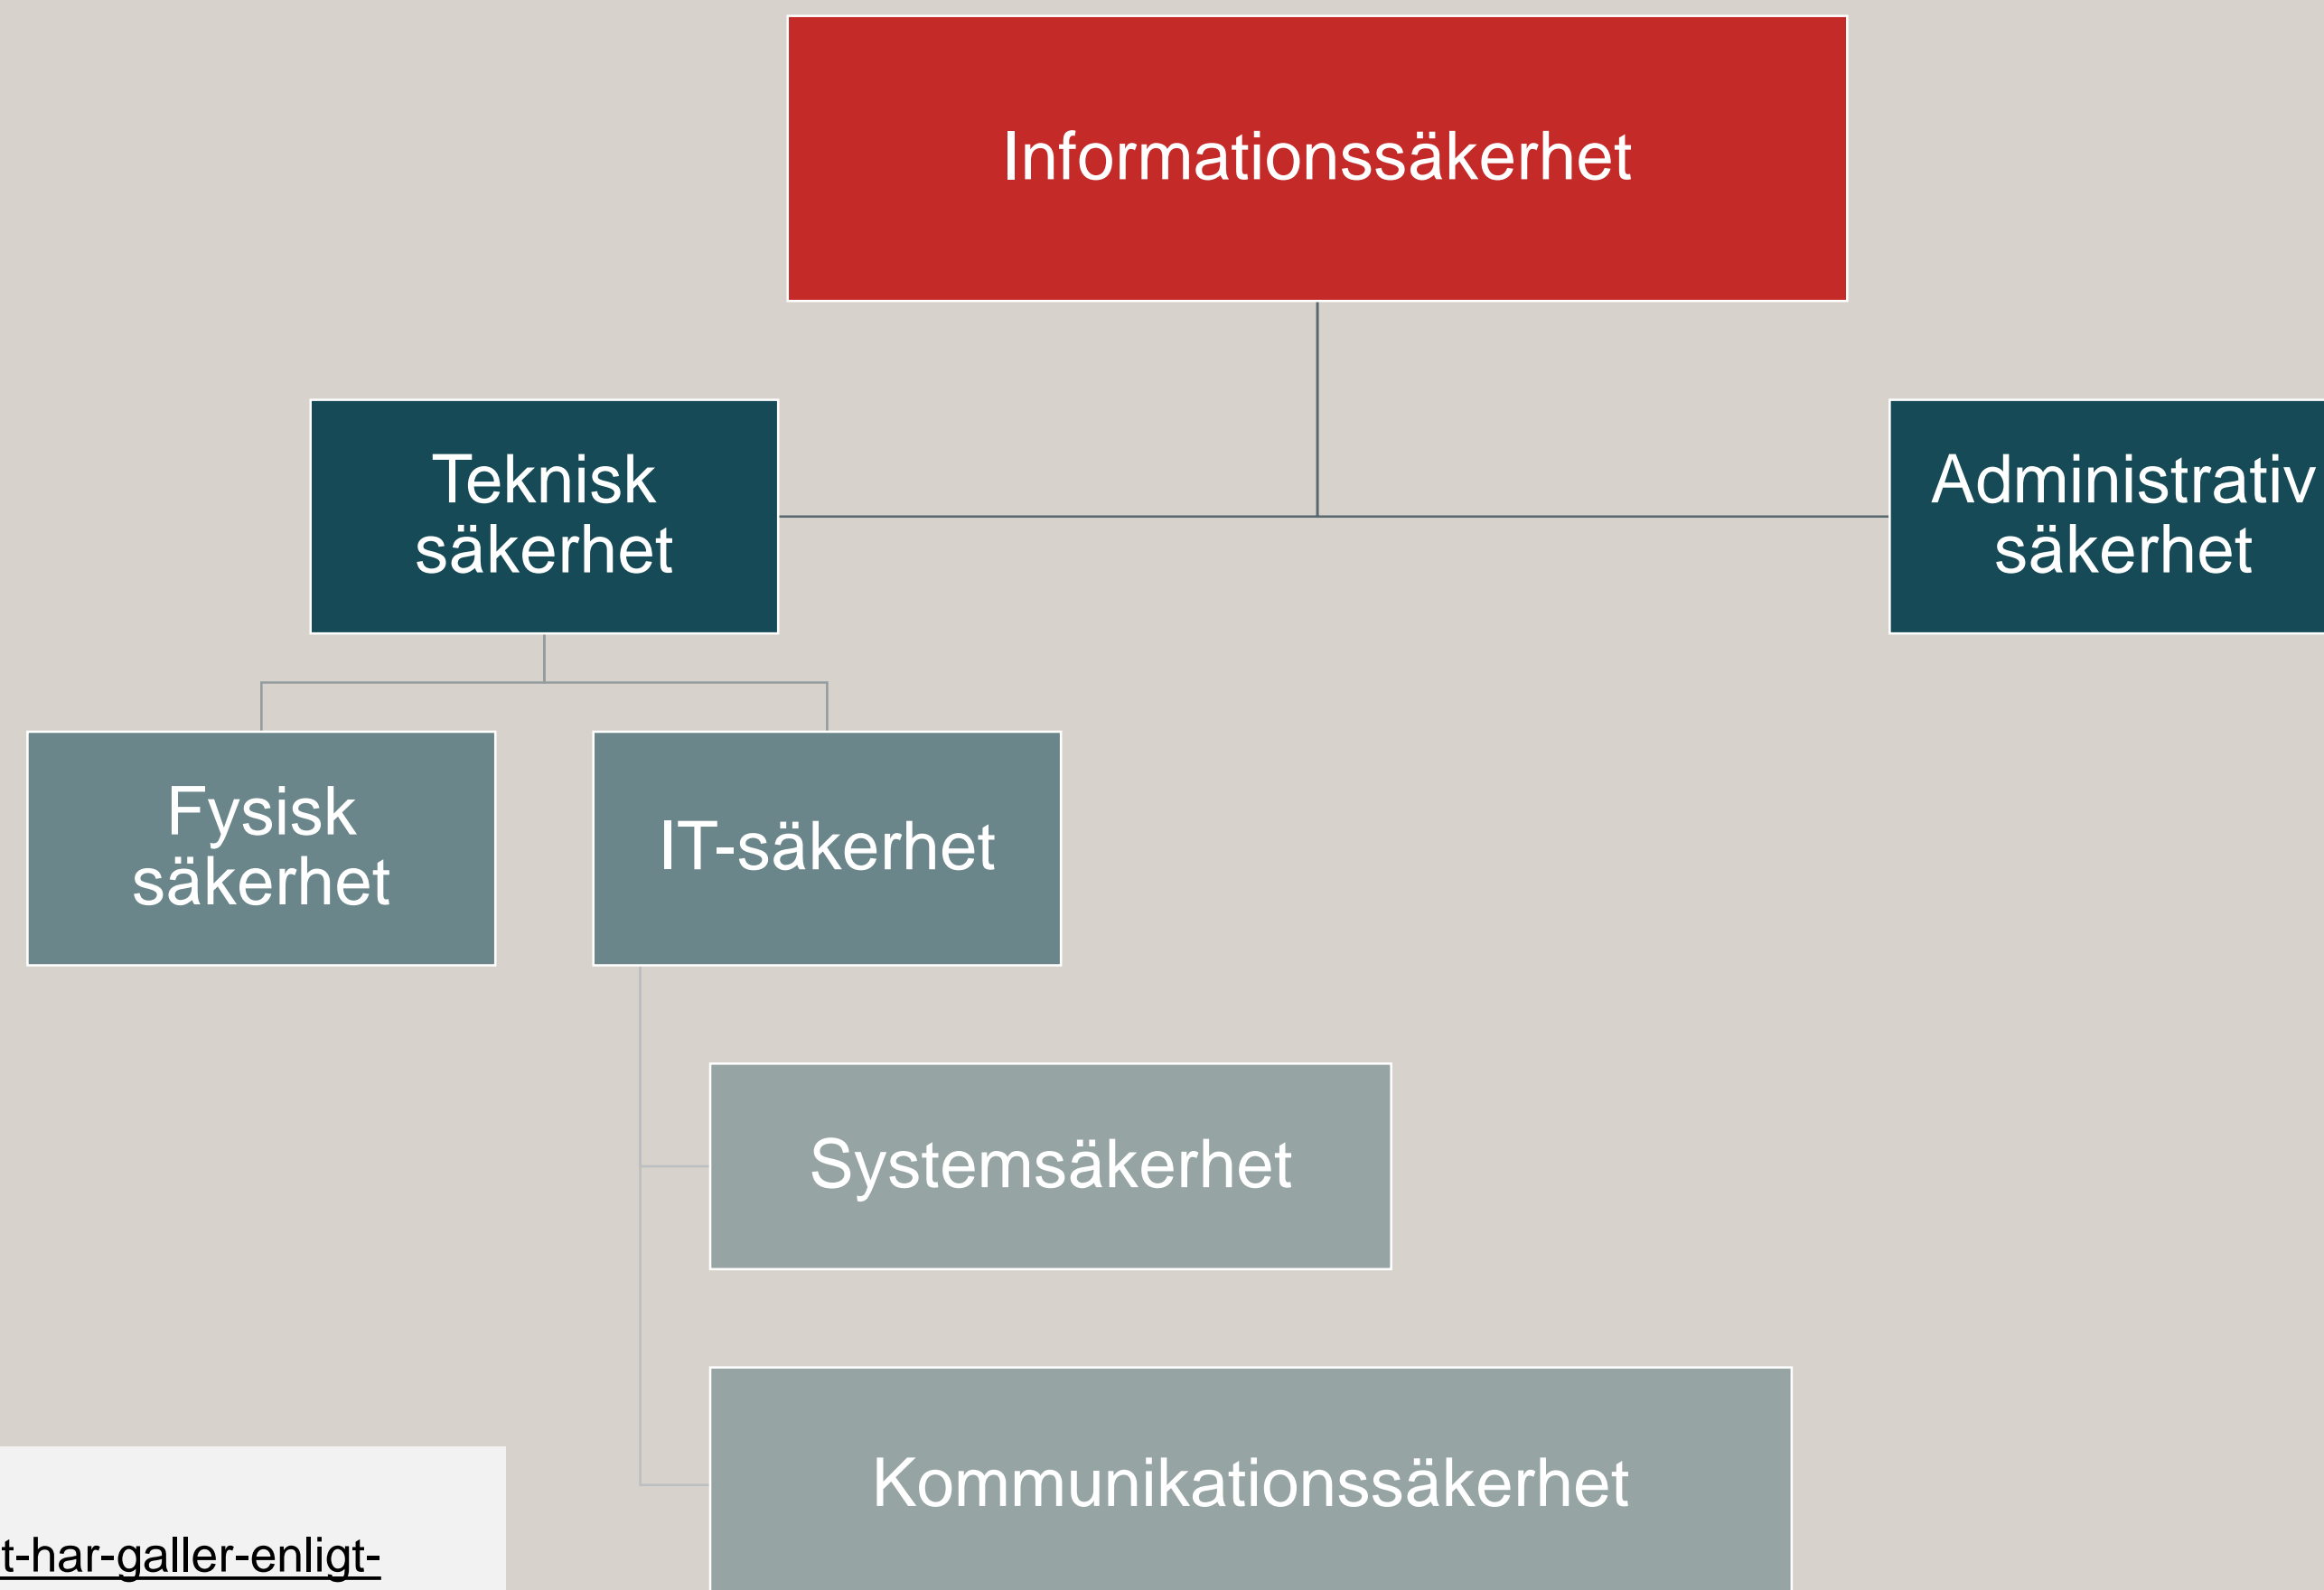 Informationssäkerhet
Teknisk
säkerhet
Administrativ
säkerhet
Fysisk
säkerhet
IT-säkerhet
Systemsäkerhet
Kommunikationssäkerhet
t-har-galler-enligt-